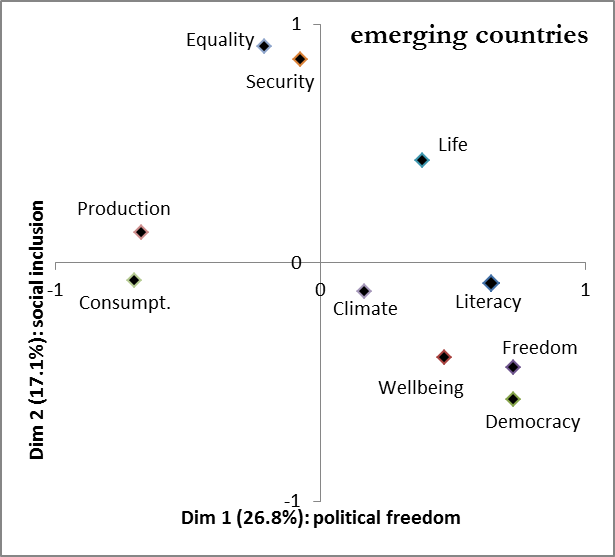 1
emerging countries
Equality
Security
Life
Production
0
-1
0
1
Consumpt.
Climate
Literacy
Freedom
Wellbeing
Democracy
-1
Dim 2 (17.1%): social inclusion
Dim 1 (26.8%): political freedom